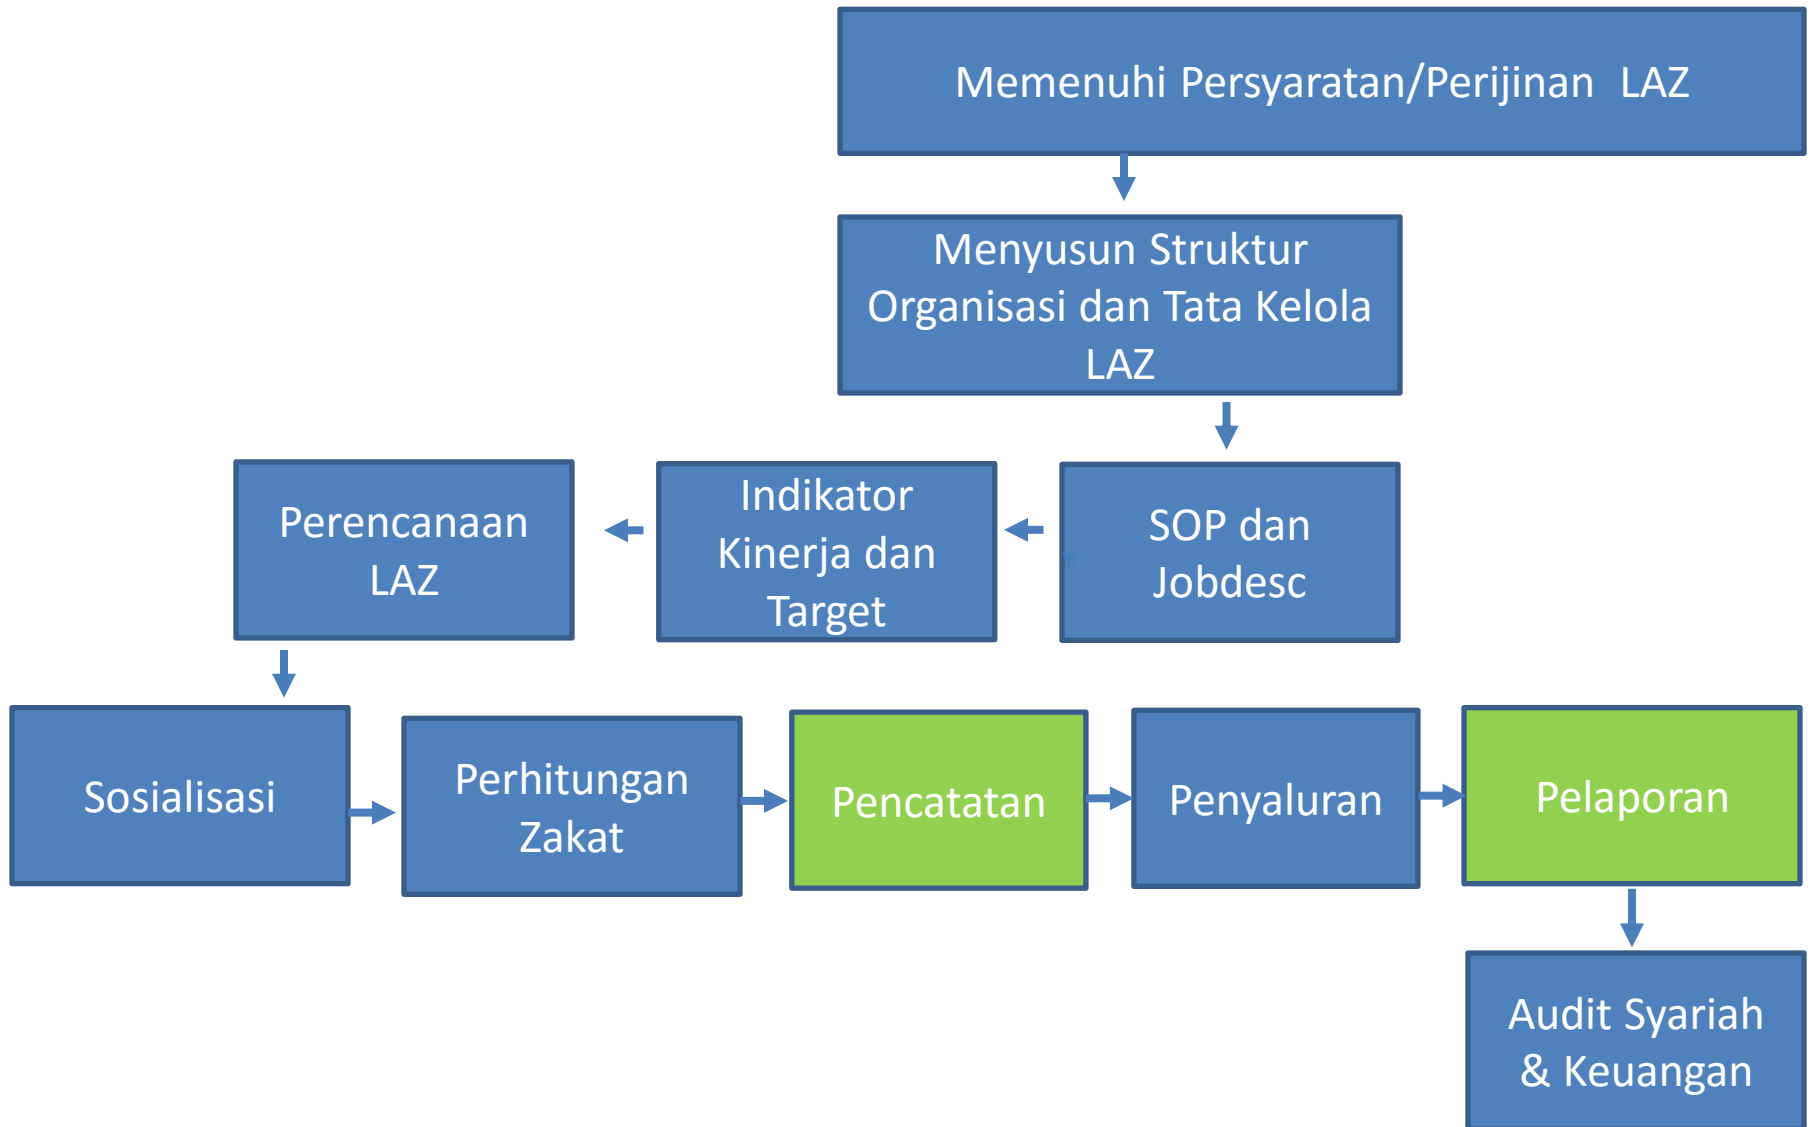 Memenuhi Persyaratan/Perijinan LAZ
Menyusun Struktur
Organisasi dan Tata Kelola
LAZ
SOP dan
Jobdesc
Indikator
Kinerja dan
Target
Perencanaan
LAZ
Sosialisasi
Perhitungan
Zakat
Pencatatan
Penyaluran
Pelaporan
Audit Syariah
& Keuangan